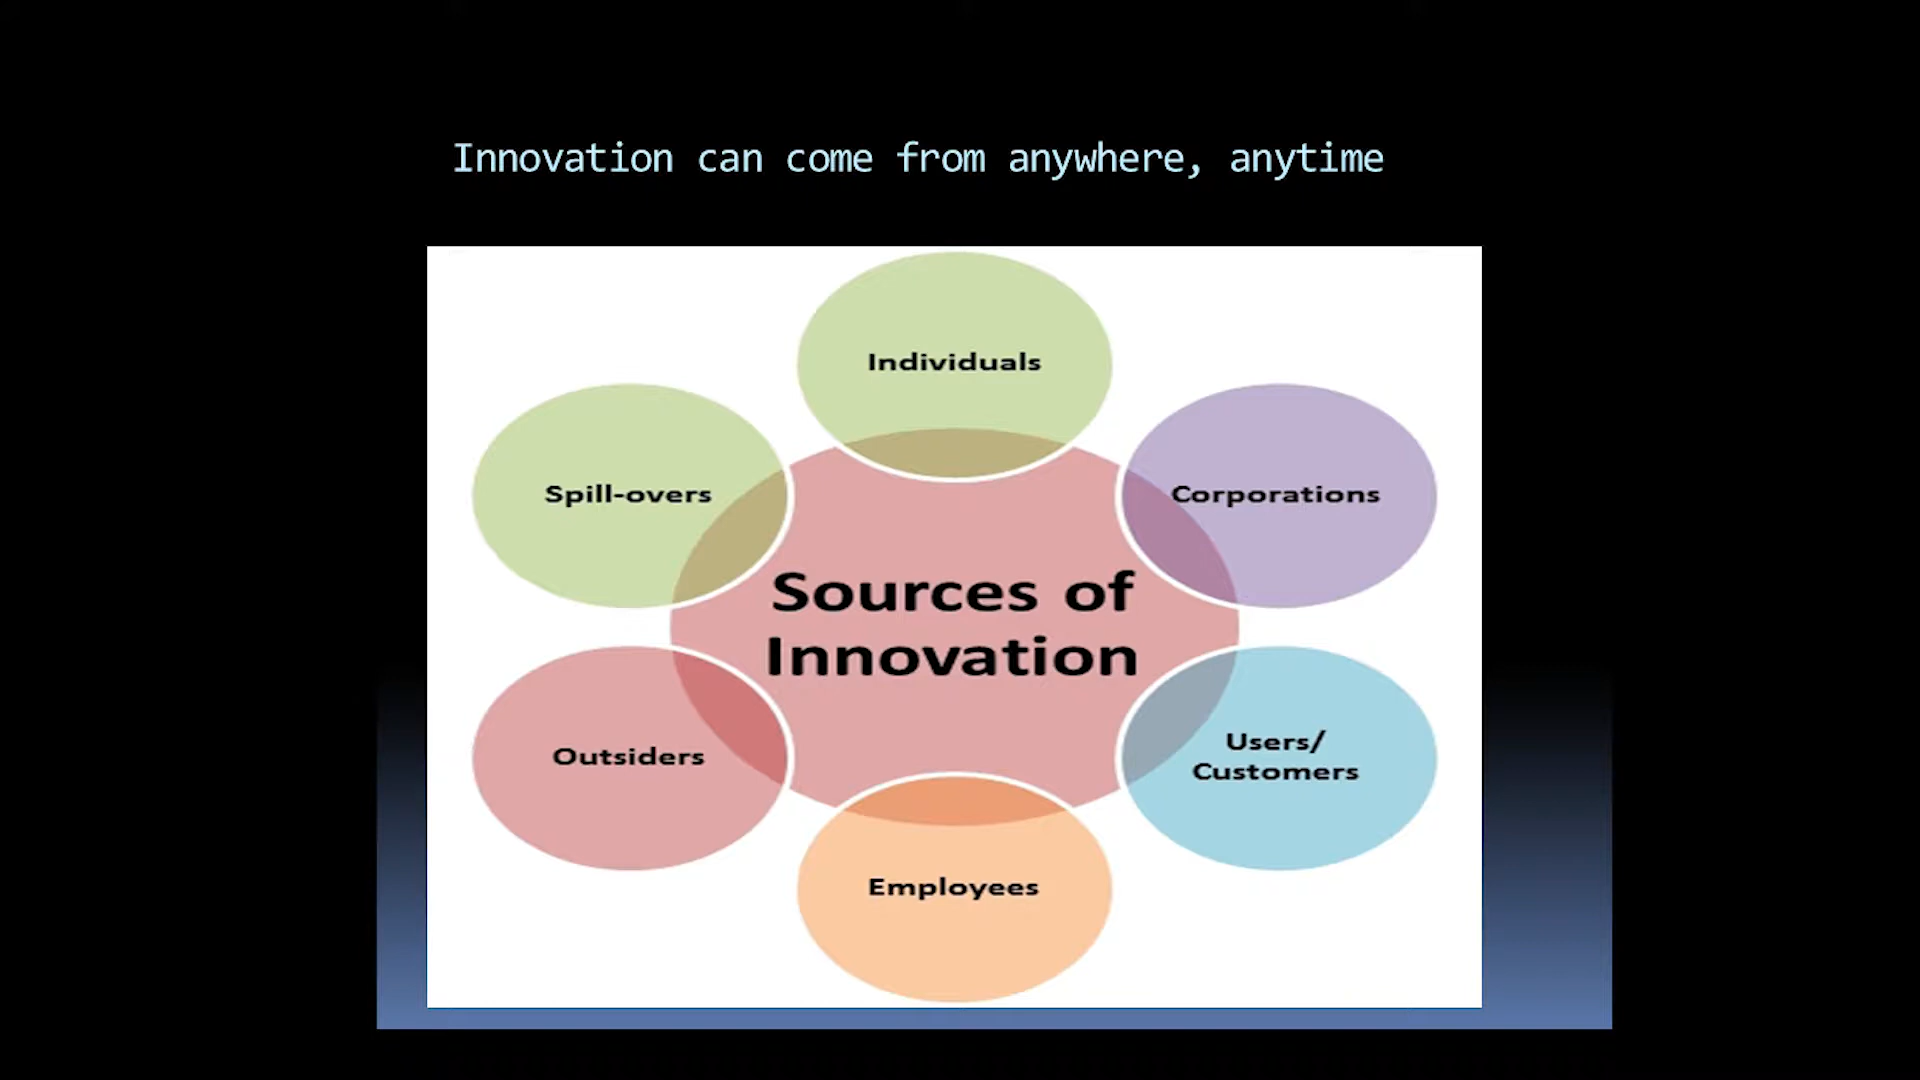 Innovation can come from anywhere, anytime
Individuals
Spill-overs
Corporations
Sources of
Innovation
Outsiders
Users/
Customers
Employees